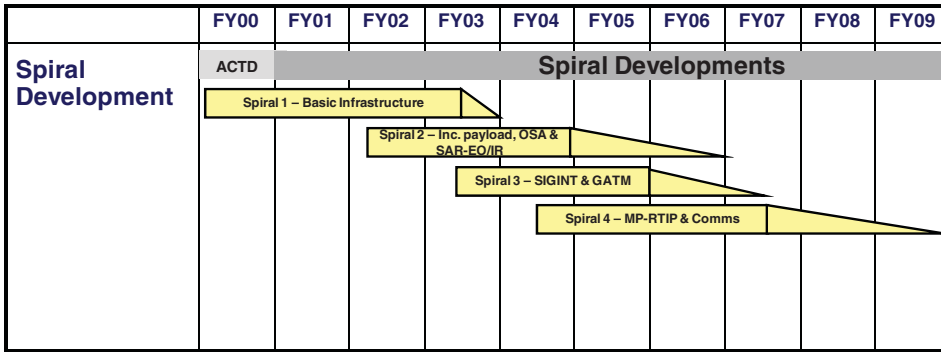 FY00 FY01 FY02 FY03 FY04 FY05 FY06 FY07 FY08 FY09
Spiral
Development
ACTD
Spiral Developments
Spiral 1 – Basic Infrastructure
Spiral 2 – Inc. payload, OSA &
SAR-EO/IR
Spiral 3 – SIGINT & GATM
Spiral 4 – MP-RTIP & Comms